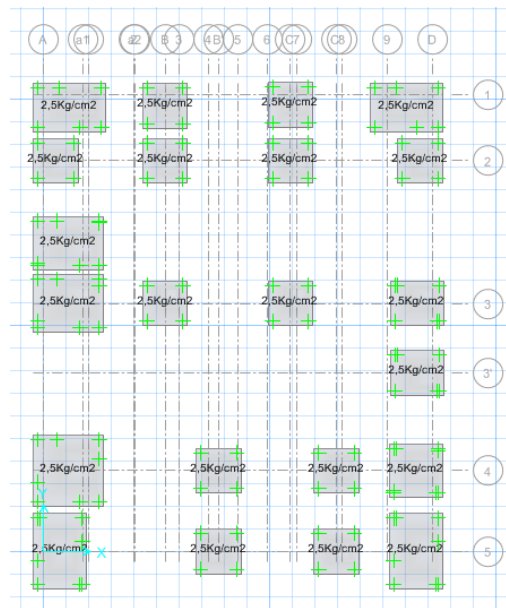 A a1 a2 B 3 4 B' 5 6 C 7 C 8 9 D
2,5Kg/cm2 2,5Kg/cm2 2,5Kg/cm2 2,5Kg/cm2 1
2,5Kg/cm2 2,5Kg/cm2 2,5Kg/cm2 2,5Kg/cm2 2
2,5Kg/cm2
2,5Kg/cm2 2,5Kg/cm2 2,5Kg/cm2 2,5Kg/cm2 3
2,5Kg/cm2 3'
2,5Kg/cm2 2,5Kg/cm2 2,5Kg/cm2 2,5Kg/cm2 4
Y
2,5Kg/cm2 X 2,5Kg/cm2 2,5Kg/cm2 2,5Kg/cm2 5